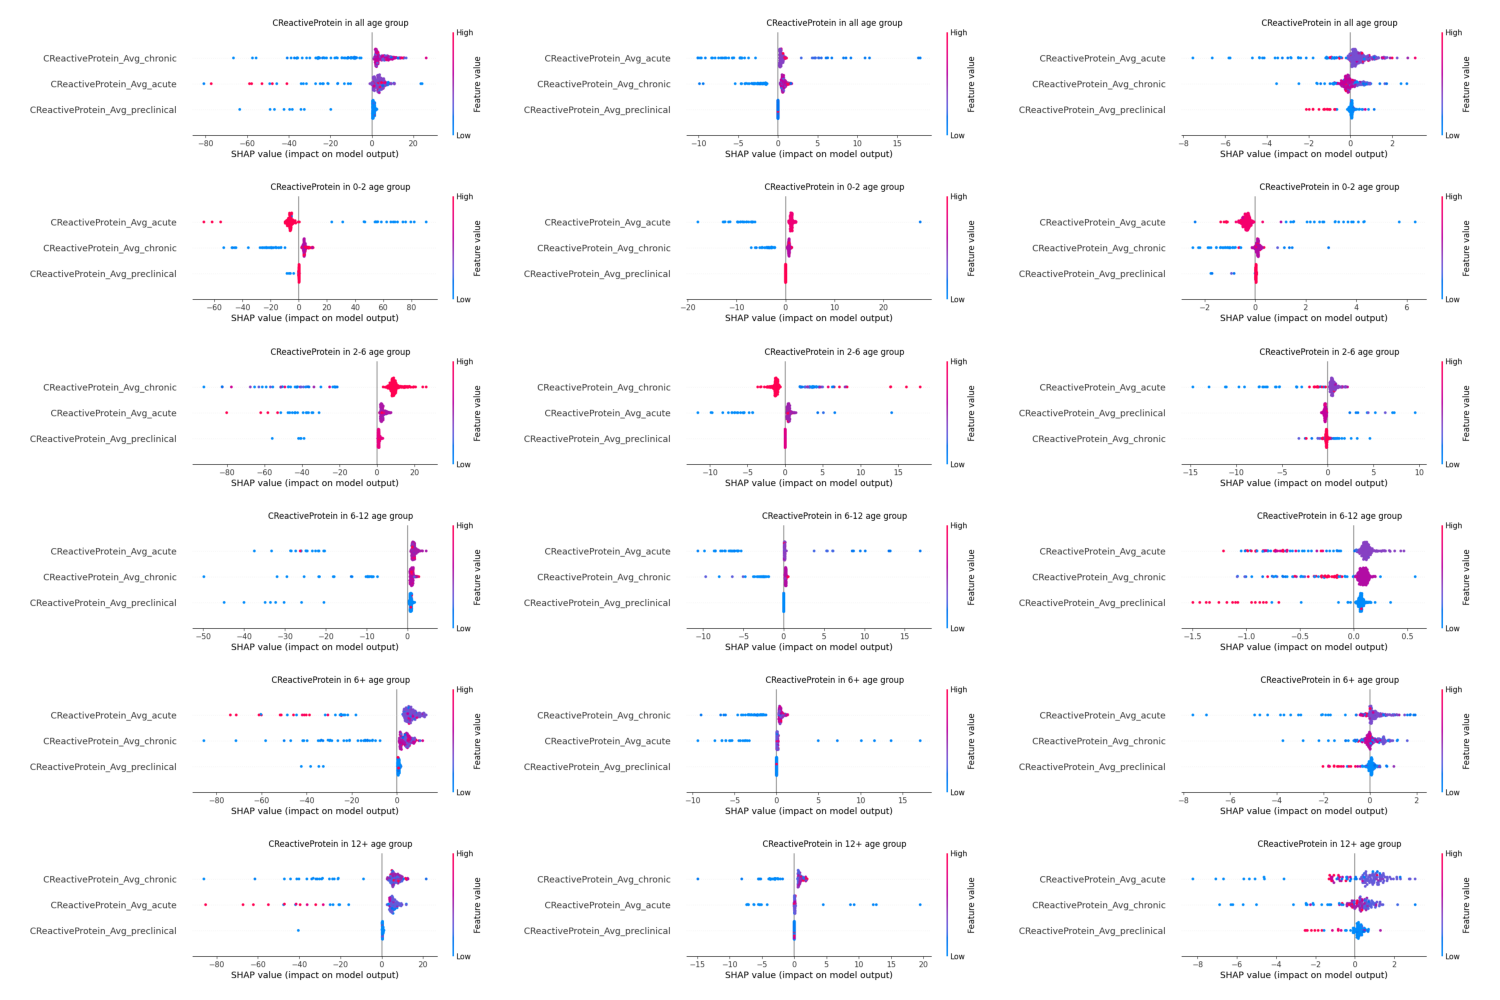 CReactiveProtein in all age group
High
CReactiveProtein_Avg_chronic
CReactiveProtein_Avg_acute
CReactiveProtein_Avg_preclinical
Feature value
Low
−80 −60 −40 −20 0 20
SHAP value (impact on model output)
CReactiveProtein in all age group
High
CReactiveProtein_Avg_acute
CReactiveProtein_Avg_chronic
CReactiveProtein_Avg_preclinical
Feature value
Low
−10 −5 0 5 10 15
SHAP value (impact on model output)
CReactiveProtein in all age group
High
CReactiveProtein_Avg_acute
CReactiveProtein_Avg_chronic
CReactiveProtein_Avg_preclinical
Feature value
Low
−8 −6 −4 −2 0 2
SHAP value (impact on model output)
CReactiveProtein in 0-2 age group
High
CReactiveProtein_Avg_acute
CReactiveProtein_Avg_chronic
CReactiveProtein_Avg_preclinical
Feature value
Low
−60 −40 −20 0 20 40 60 80
SHAP value (impact on model output)
CReactiveProtein in 0-2 age group
High
CReactiveProtein_Avg_acute
CReactiveProtein_Avg_chronic
CReactiveProtein_Avg_preclinical
Feature value
Low
−20 −10 0 10 20
SHAP value (impact on model output)
CReactiveProtein in 0-2 age group
High
CReactiveProtein_Avg_acute
CReactiveProtein_Avg_chronic
CReactiveProtein_Avg_preclinical
Feature value
Low
−2 0 2 4 6
SHAP value (impact on model output)
CReactiveProtein in 2-6 age group
High
CReactiveProtein_Avg_chronic
CReactiveProtein_Avg_acute
CReactiveProtein_Avg_preclinical
Feature value
Low
−80 −60 −40 −20 0 20
SHAP value (impact on model output)
CReactiveProtein in 2-6 age group
High
CReactiveProtein_Avg_chronic
CReactiveProtein_Avg_acute
CReactiveProtein_Avg_preclinical
Feature value
Low
−10 −5 0 5 10 15
SHAP value (impact on model output)
CReactiveProtein in 2-6 age group
High
CReactiveProtein_Avg_acute
CReactiveProtein_Avg_preclinical
CReactiveProtein_Avg_chronic
Feature value
Low
−15 −10 −5 0 5 10
SHAP value (impact on model output)
CReactiveProtein in 6-12 age group
High
CReactiveProtein_Avg_acute
CReactiveProtein_Avg_chronic
CReactiveProtein_Avg_preclinical
Feature value
Low
−50 −40 −30 −20 −10 0
SHAP value (impact on model output)
CReactiveProtein in 6-12 age group
High
CReactiveProtein_Avg_acute
CReactiveProtein_Avg_chronic
CReactiveProtein_Avg_preclinical
Feature value
Low
−10 −5 0 5 10 15
SHAP value (impact on model output)
CReactiveProtein in 6-12 age group
High
CReactiveProtein_Avg_acute
CReactiveProtein_Avg_chronic
CReactiveProtein_Avg_preclinical
Feature value
Low
−1.5 −1.0 −0.5 0.0 0.5
SHAP value (impact on model output)
CReactiveProtein in 6+ age group
High
CReactiveProtein_Avg_acute
CReactiveProtein_Avg_chronic
CReactiveProtein_Avg_preclinical
Feature value
Low
−80 −60 −40 −20 0
SHAP value (impact on model output)
CReactiveProtein in 6+ age group
High
CReactiveProtein_Avg_chronic
CReactiveProtein_Avg_acute
CReactiveProtein_Avg_preclinical
Feature value
Low
−10 −5 0 5 10 15
SHAP value (impact on model output)
CReactiveProtein in 6+ age group
High
CReactiveProtein_Avg_acute
CReactiveProtein_Avg_chronic
CReactiveProtein_Avg_preclinical
Feature value
Low
−8 −6 −4 −2 0 2
SHAP value (impact on model output)
CReactiveProtein in 12+ age group
High
CReactiveProtein_Avg_chronic
CReactiveProtein_Avg_acute
CReactiveProtein_Avg_preclinical
Feature value
Low
−80 −60 −40 −20 0 20
SHAP value (impact on model output)
CReactiveProtein in 12+ age group
High
CReactiveProtein_Avg_chronic
CReactiveProtein_Avg_acute
CReactiveProtein_Avg_preclinical
Feature value
Low
−15 −10 −5 0 5 10 15 20
SHAP value (impact on model output)
CReactiveProtein in 12+ age group
High
CReactiveProtein_Avg_acute
CReactiveProtein_Avg_chronic
CReactiveProtein_Avg_preclinical
Feature value
Low
−8 −6 −4 −2 0 2
SHAP value (impact on model output)